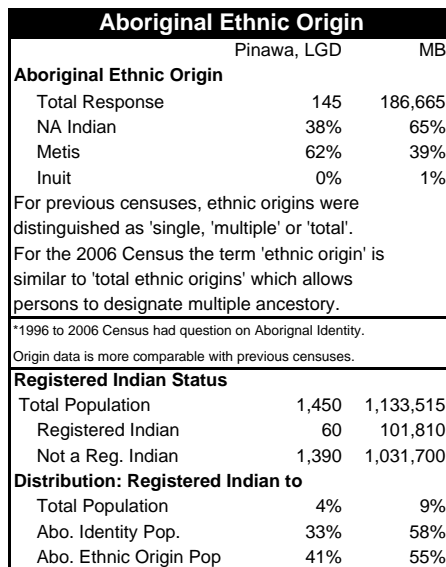 Aboriginal Ethnic Origin
Pinawa, LGD MB
Aboriginal Ethnic Origin
Total Response 145 186,665
NA Indian 38% 65%
Metis 62% 39%
Inuit 0% 1%
For previous censuses, ethnic origins were
distinguished as 'single, 'multiple' or 'total'.
For the 2006 Census the term 'ethnic origin' is
similar to 'total ethnic origins' which allows
persons to designate multiple ancestory.
*1996 to 2006 Census had question on Aborignal Identity.
Origin data is more comparable with previous censuses.
Registered Indian Status
Total Population 1,450 1,133,515
Registered Indian 60 101,810
Not a Reg. Indian 1,390 1,031,700
Distribution: Registered Indian to
Total Population 4% 9%
Abo. Identity Pop. 33% 58%
Abo. Ethnic Origin Pop 41% 55%